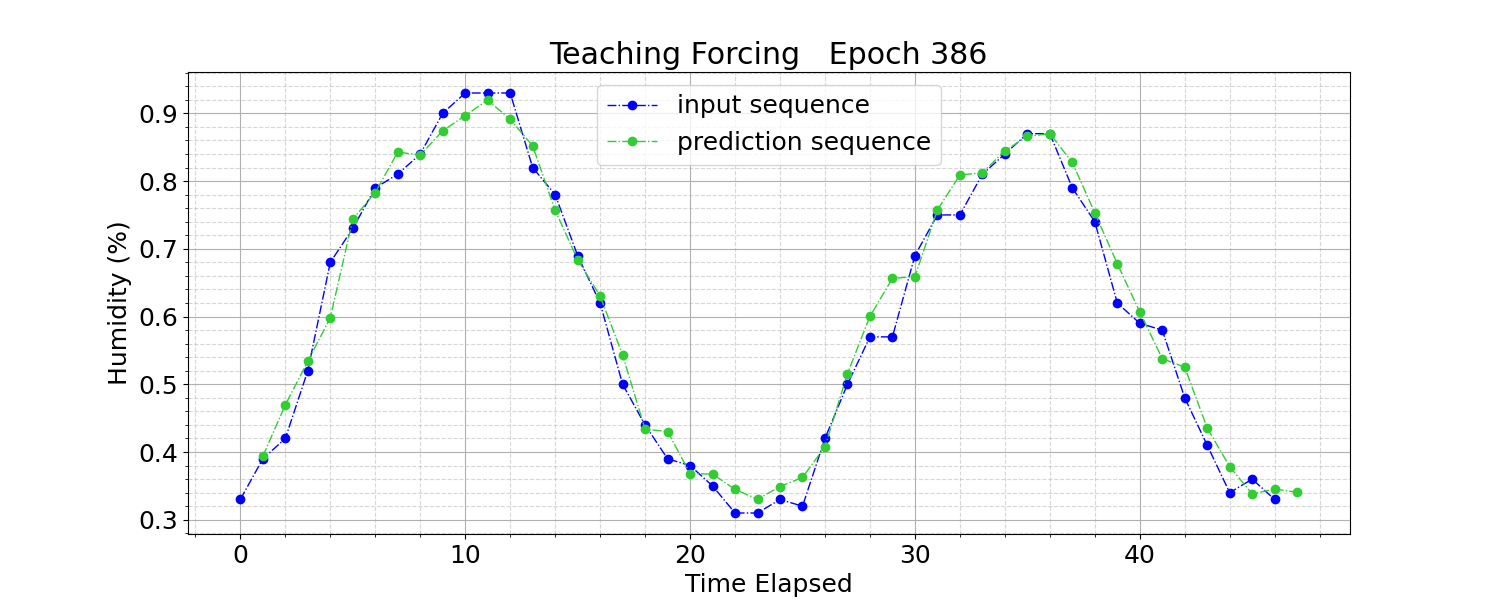 Teaching Forcing   Epoch 386
input sequence
prediction sequence
Humidity (%)
0.9
0.8
0.7
0.6
0.5
0.4
0.3
0 10 20 30 40
Time Elapsed